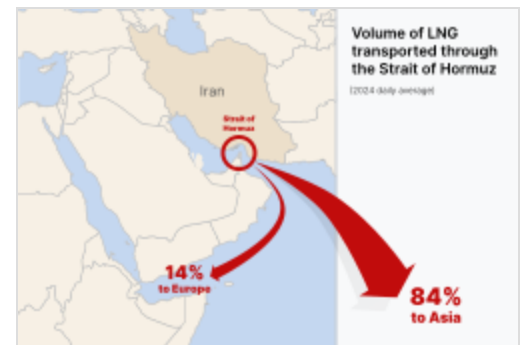 Volume of LNG
transported through
the Strait of Hormuz
(2024 daily average)
Iran
Strait of
Hormuz
14%
to Europe
84%
to Asia